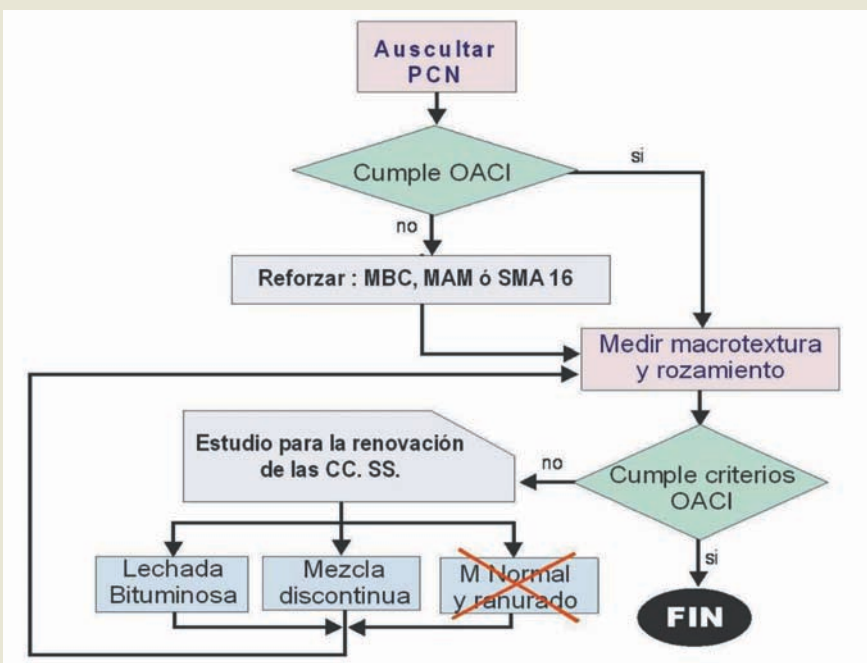 Auscultar
PCN
Cumple OACI
si
no
Reforzar : MBC, MAM ó SMA 16
Medir macrotextura
y rozamiento
Estudio para la renovación
de las CC. SS.
no
Cumple criterios
OACI
si
Lechada
Bituminosa
Mezcla
discontinua
M Normal
y ranurado
FIN